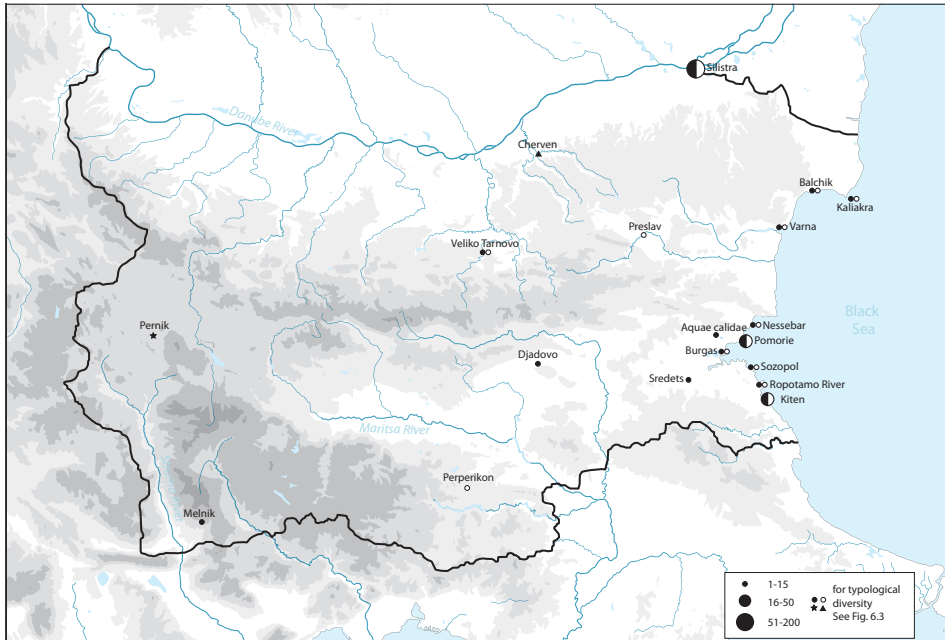 Silistra
Danube River
Cherven
Balchik
Kaliakra
Varna
Preslav
Veliko Tarnovo
Black
Sea
Nessebar
Aquae calidae
Pernik
Pomorie
Burgas
Djadovo
Sozopol
Sredets
Ropotamo River
Kiten
Maritsa River
Perperikon
Melnik
1-15
16-50
51-200
for typological
diversity
See Fig. 6.3